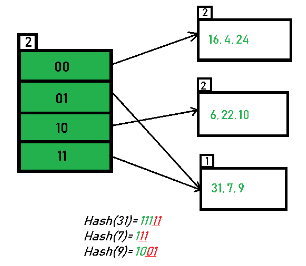 2
00
01
10
11
2
16. 4. 24
2
6. 22. 10
1
31, 7, 9
Hash(31)= 11111
Hash(7)= 111
Hash(9)= 1001